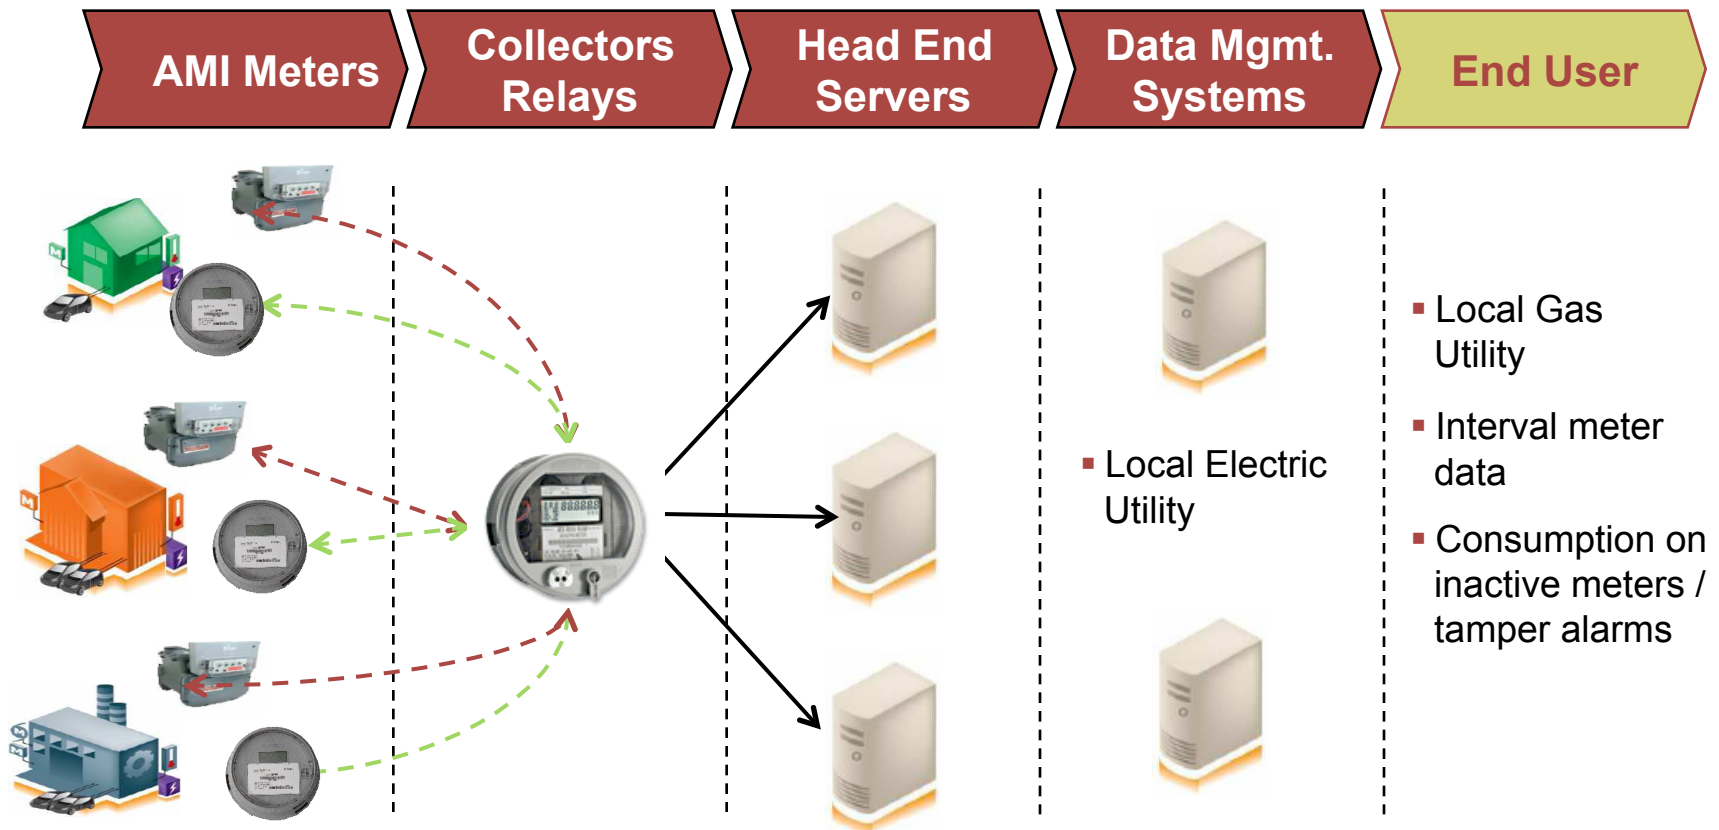 AMI Meters
Collectors
Relays
Head End
Servers
Data Mgmt.
Systems
End User
M
M
M
M
▪ Local Electric
Utility
▪ Local Gas
Utility
▪ Interval meter
data
▪ Consumption on
inactive meters /
tamper alarms